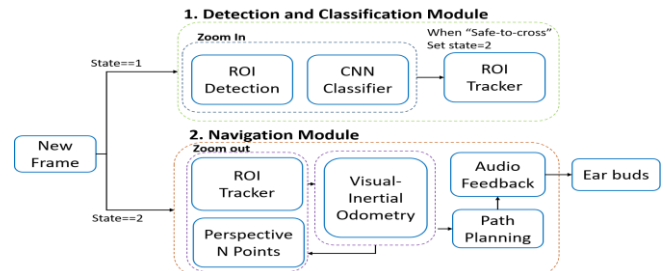 1. Detection and Classification Module
When “Safe-to-cross”
Set state=2
Zoom In
State==1
ROI
Detection
CNN
Classifier
ROI
Tracker
New
Frame
2. Navigation Module
Zoom out
ROI
Tracker
Visual-
Inertial
Odometry
Audio
Feedback
Ear buds
State==2
Perspective
N Points
Path
Planning